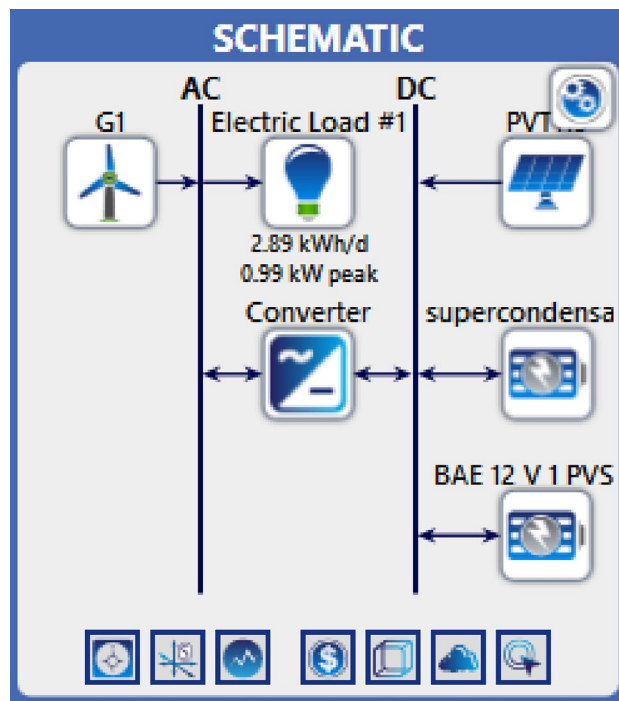 SCHEMATIC
AC
DC
G1
Electric Load #1
2.89 kWh/d
0.99 kW peak
Converter
supercondensa
BAE 12 V 1 PVS